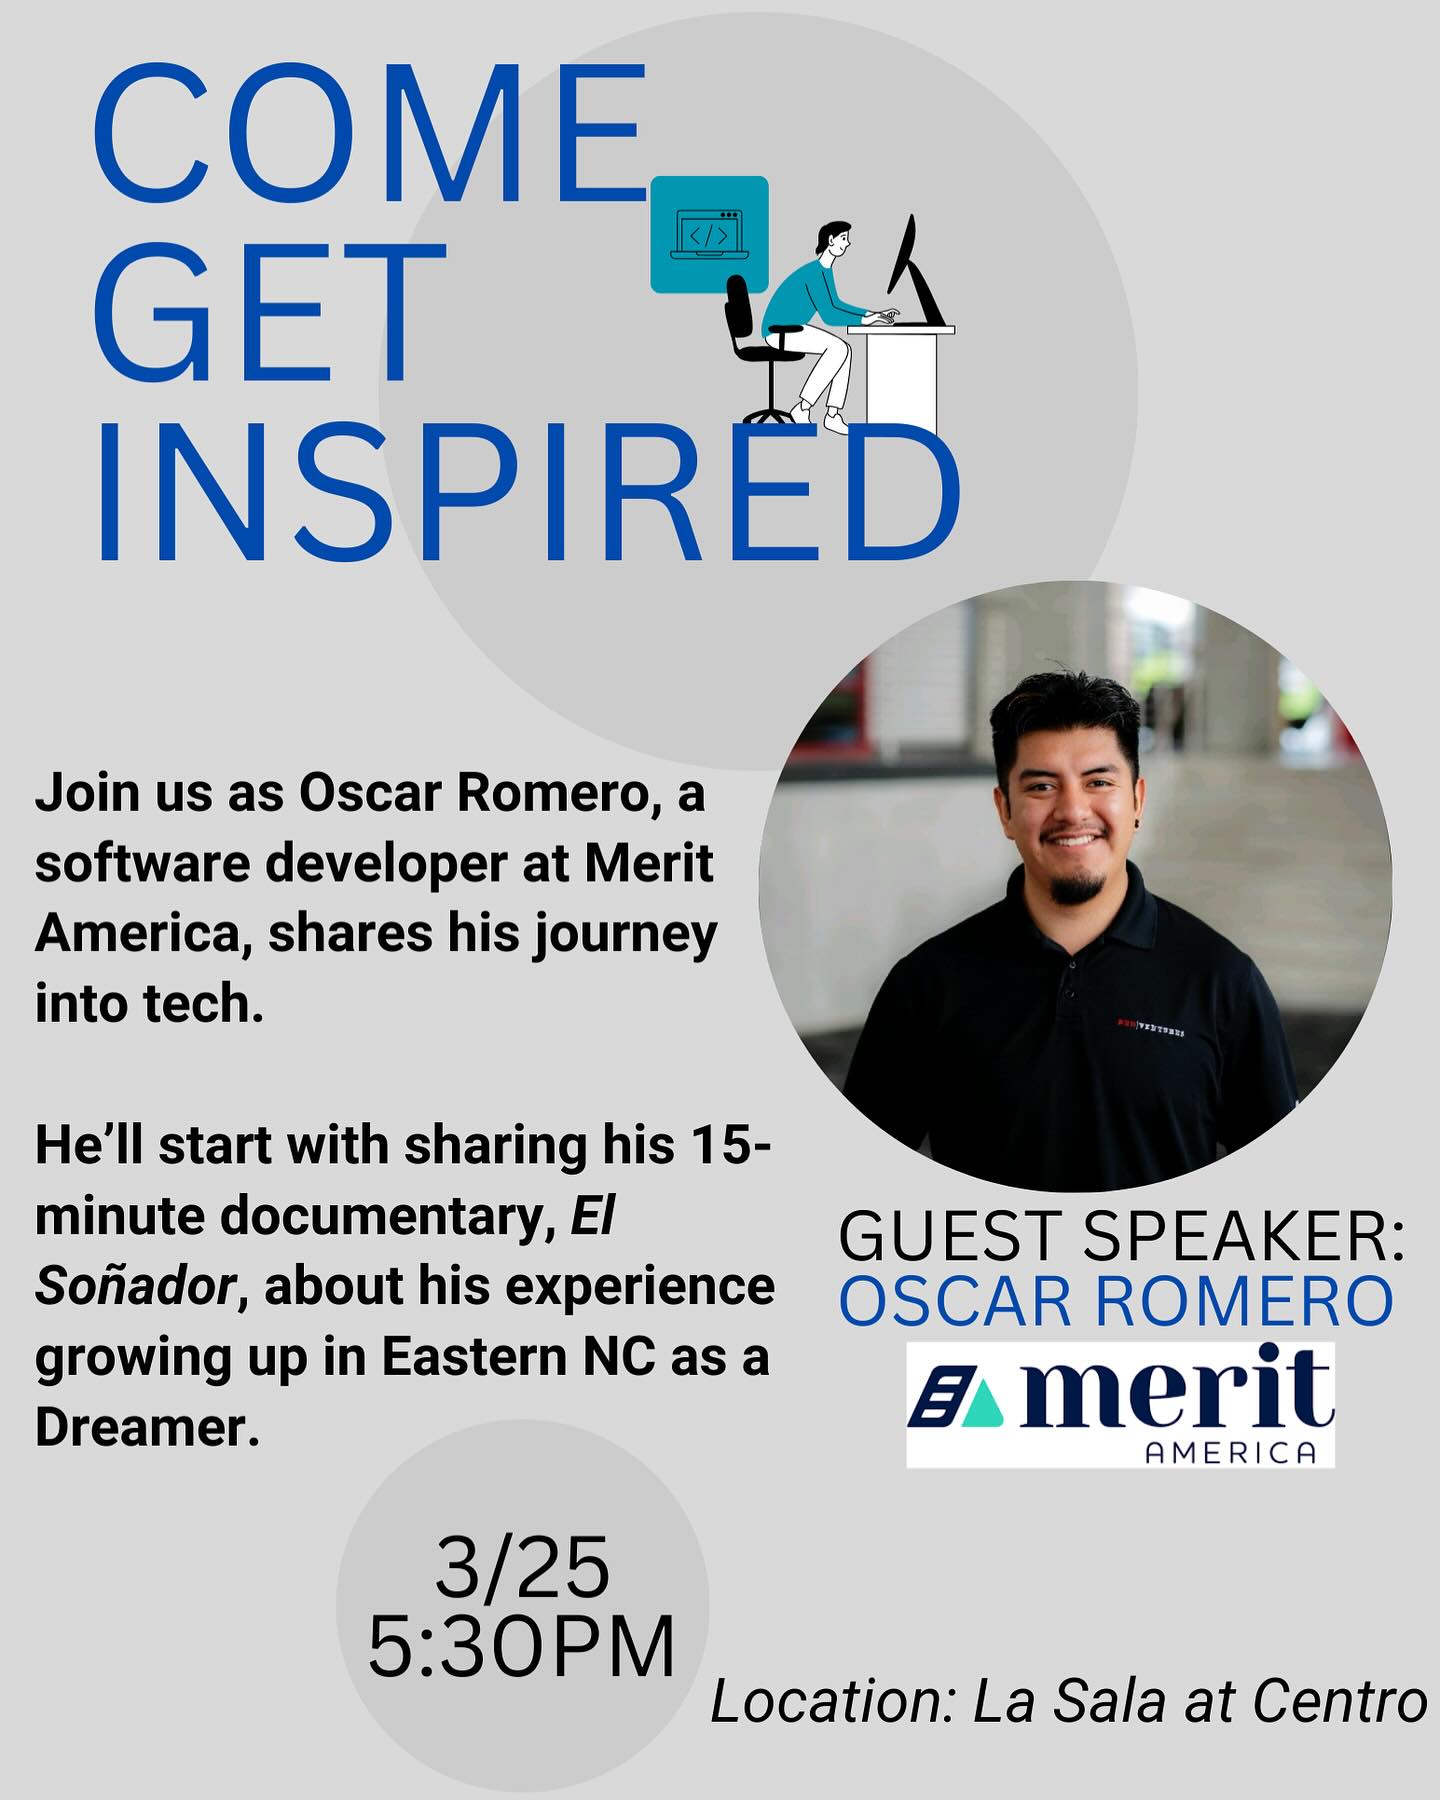 COME
GET
INSPIRED
</>
Join us as Oscar Romero, a
software developer at Merit
America, shares his journey
into tech.
He’ll start with sharing his 15-
minute documentary, El
Soñador, about his experience
growing up in Eastern NC as a
Dreamer.
RED|VENTURES
GUEST SPEAKER:
OSCAR ROMERO
merit
AMERICA
3/25
5:30PM
Location: La Sala at Centro